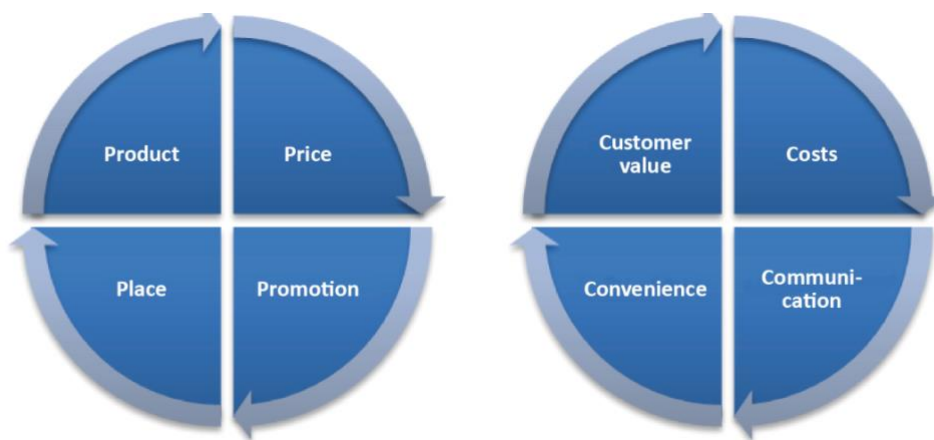 Product
Price
Place
Promotion
Customer
value
Costs
Convenience
Communi-
cation